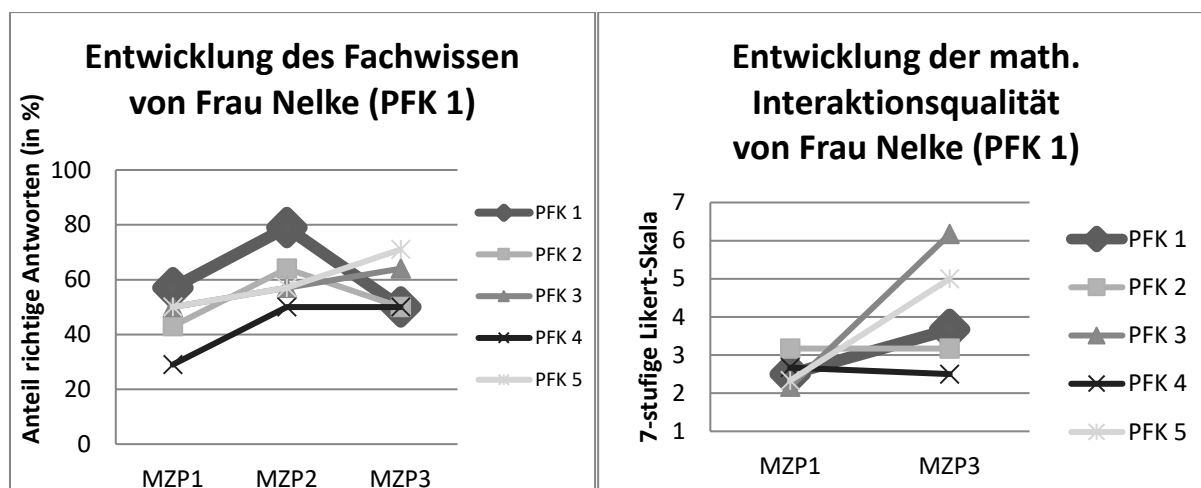 Entwicklung des Fachwissen
von Frau Nelke (PFK 1)
Anteil richtige Antworten (in %)
100
80
60
40
20
0
MZP1 MZP2 MZP3
PFK 1
PFK 2
PFK 3
PFK 4
PFK 5
Entwicklung der math.
Interaktionsqualität
von Frau Nelke (PFK 1)
7-stufige Likert-Skala
7
6
5
4
3
2
1
MZP1 MZP3
PFK 1
PFK 2
PFK 3
PFK 4
PFK 5